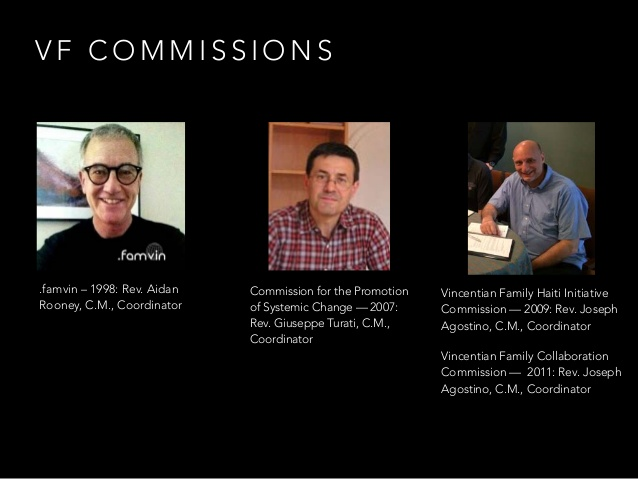 VF COMMISSIONS
.famvin
.famvin – 1998: Rev. Aidan
Rooney, C.M., Coordinator
Commission for the Promotion
of Systemic Change — 2007:
Rev. Giuseppe Turati, C.M.,
Coordinator
Vincentian Family Haiti Initiative
Commission — 2009: Rev. Joseph
Agostino, C.M., Coordinator
Vincentian Family Collaboration
Commission — 2011: Rev. Joseph
Agostino, C.M., Coordinator